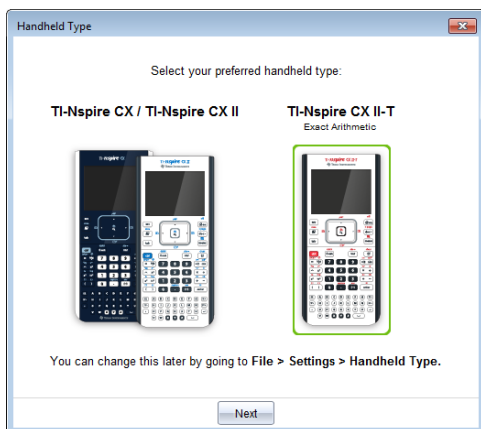 Handheld Type
Select your preferred handheld type:
TI-Nspire CX / TI-Nspire CX II
TI-Nspire CX II-T
Exact Arithmetic
You can change this later by going to File > Settings > Handheld Type.
Next